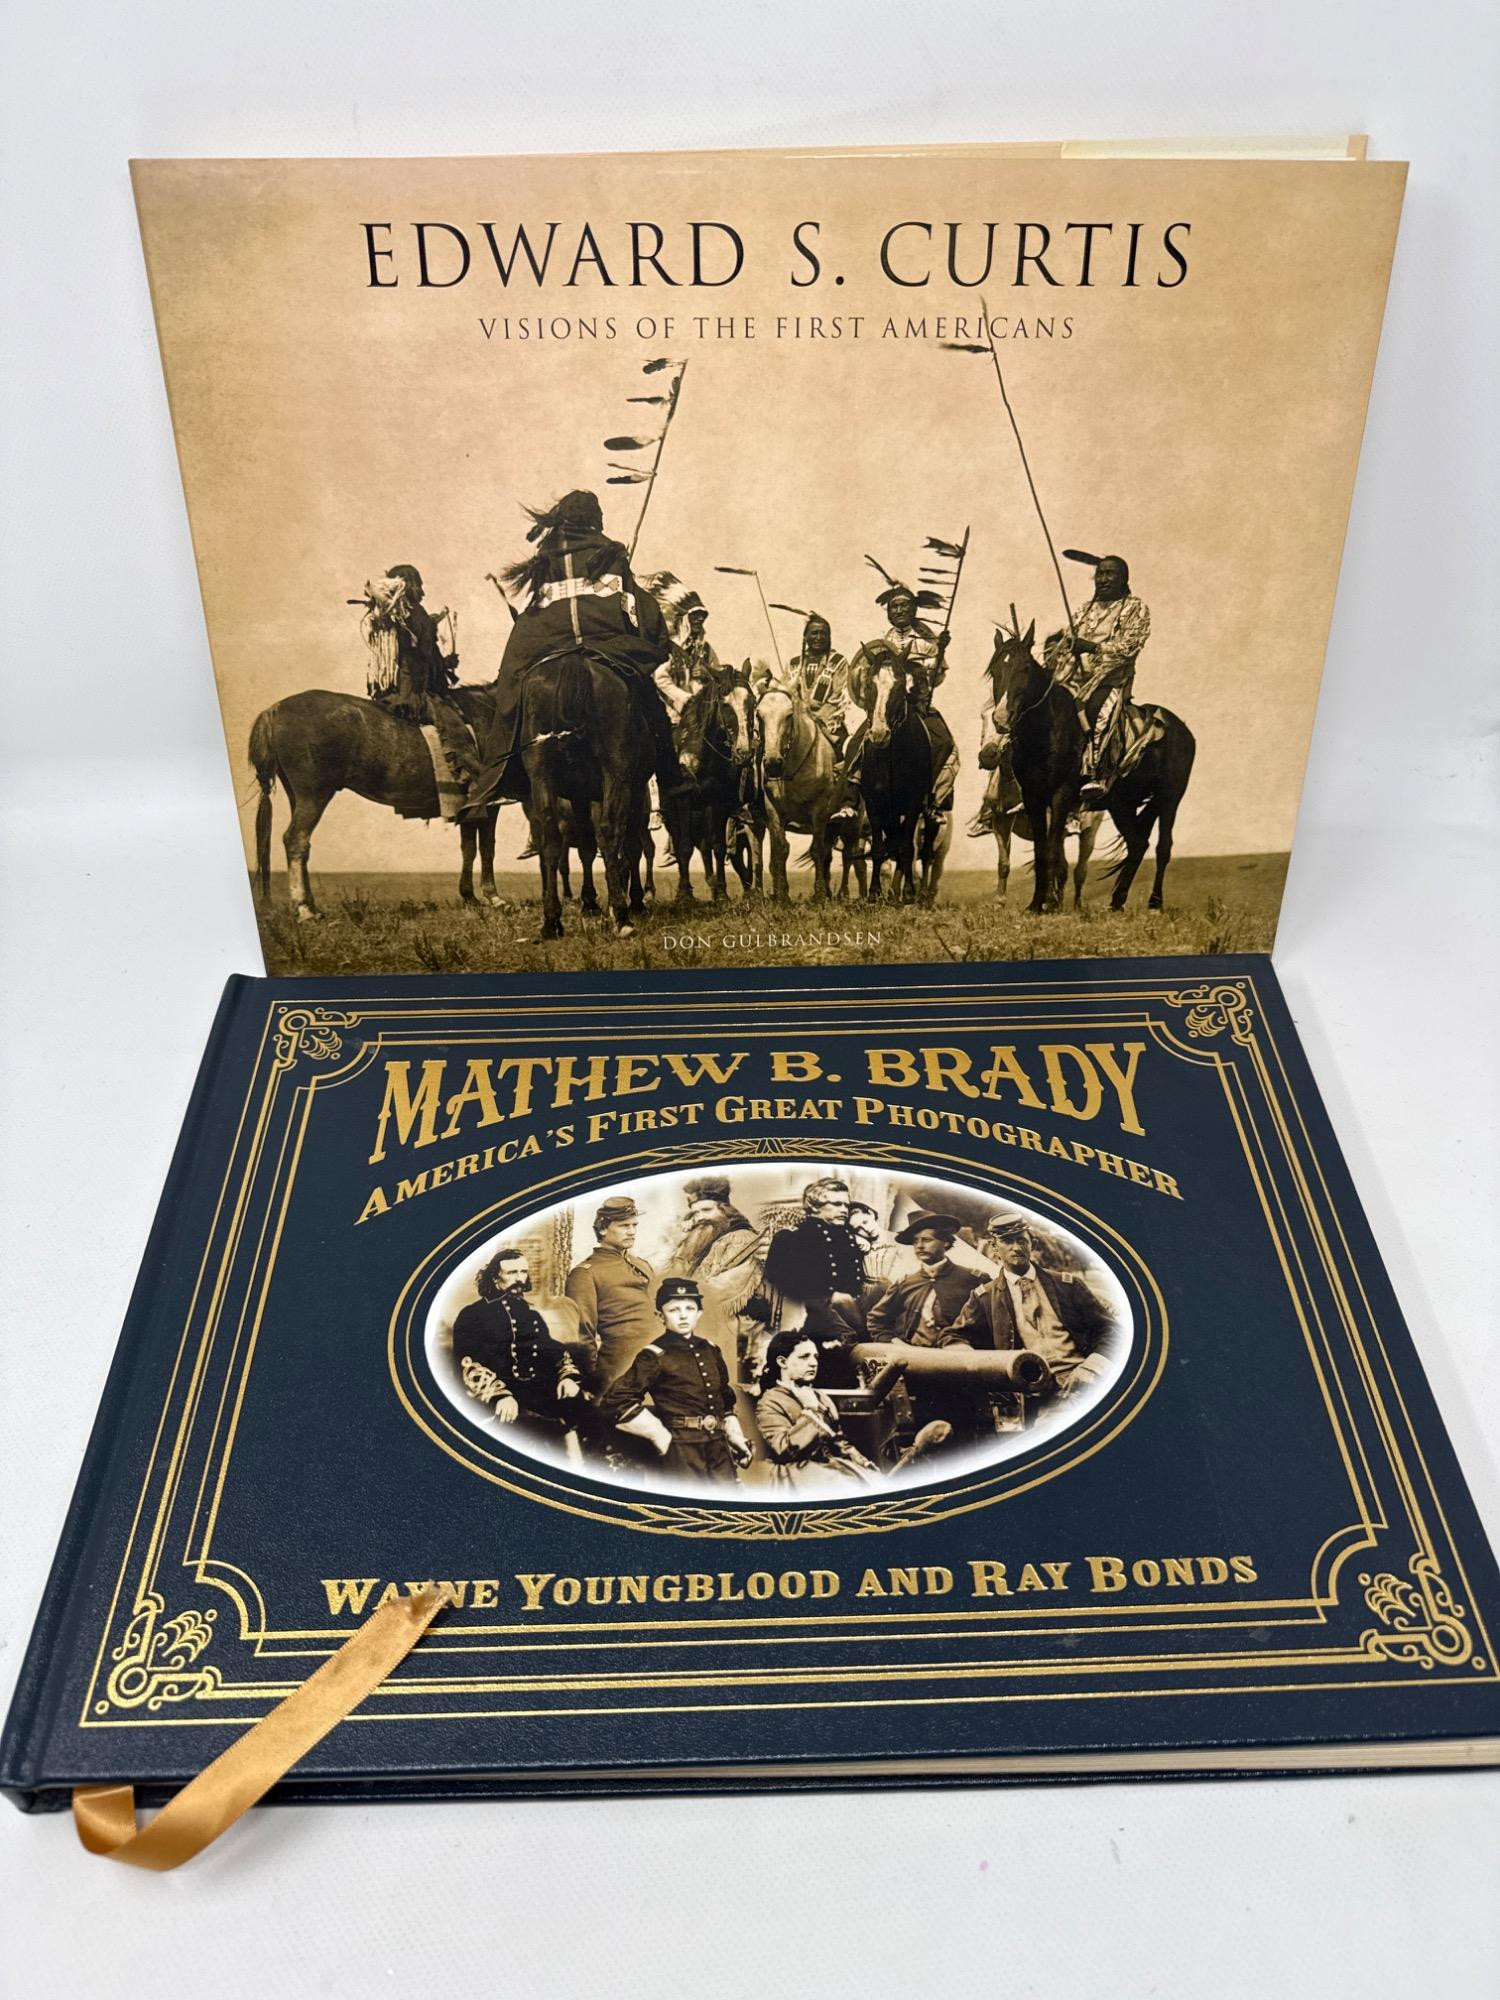 EDWARD S. CURTIS
VISIONS OF THE FIRST AMERICANS
DON GULBRANDSEN
MATHEW B. BRADY
AMERICA'S FIRST GREAT PHOTOGRAPHER
WAYNE YOUNGBLOOD AND RAY BONDS